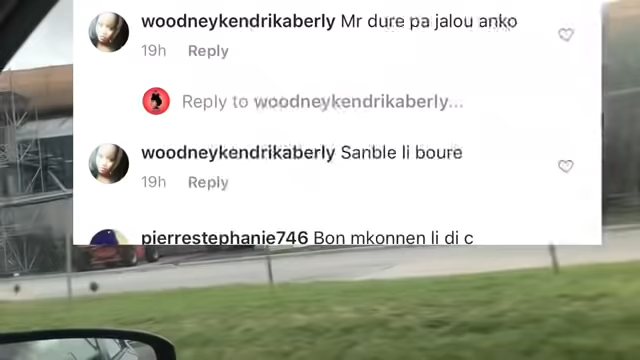 woodneykendrikaberly Mr dure pa jalou anko
19h Reply
Reply to woodneykendrikaberly...
woodneykendrikaberly Sanble li boure
19h Reply
pierrestephanie746 Bon mkonnen li di c